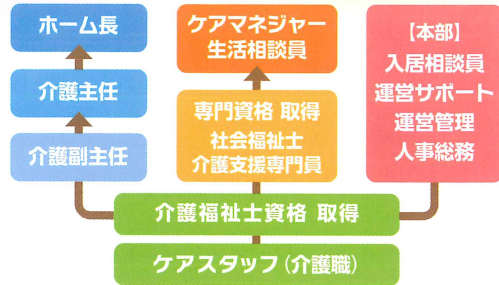 ホーム長
介護主任
介護副主任
ケアマネジャー
生活相談員
専門資格 取得
社会福祉士
介護支援専門員
【本部】
入居相談員
運営サポート
運営管理
人事総務
介護福祉士資格 取得
ケアスタッフ(介護職)